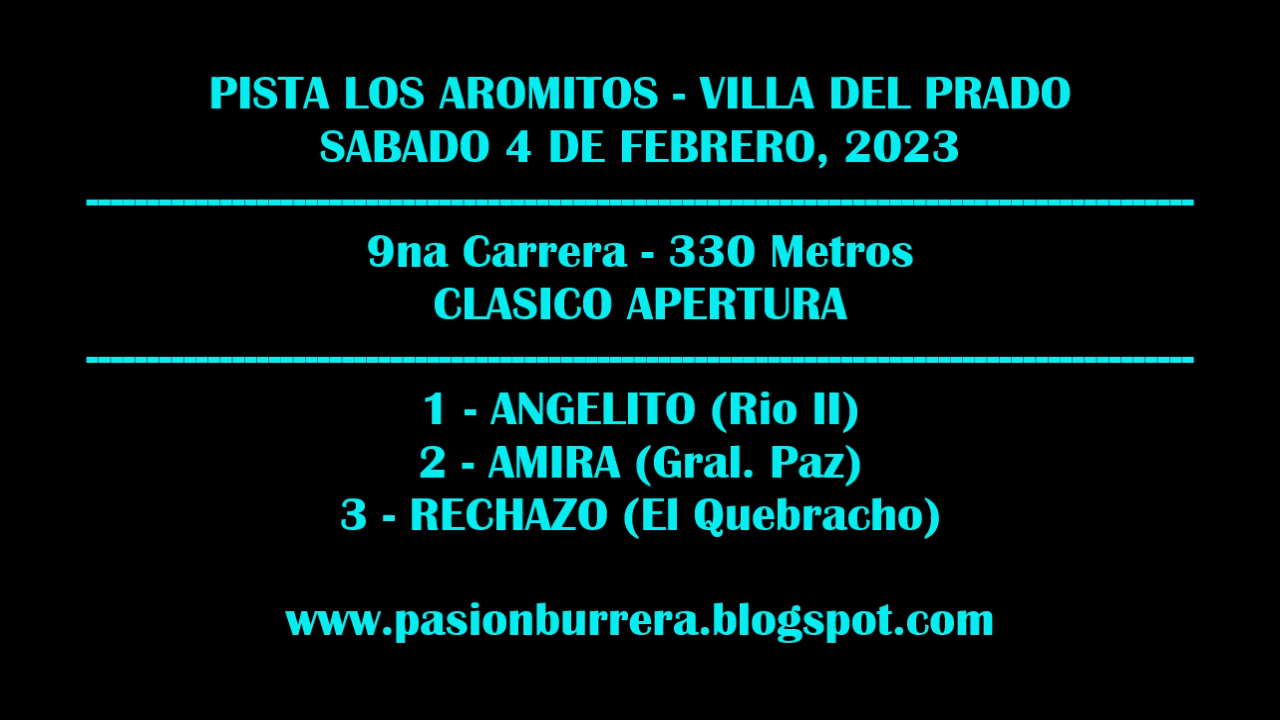 PISTA LOS AROMITOS - VILLA DEL PRADO
SABADO 4 DE FEBRERO, 2023
--------------------------------------------------------------------------------------------
9na Carrera - 330 Metros
CLASICO APERTURA
--------------------------------------------------------------------------------------------
1 - ANGELITO (Rio II)
2 - AMIRA (Gral. Paz)
3 - RECHAZO (El Quebracho)
www.pasionburrera.blogspot.com